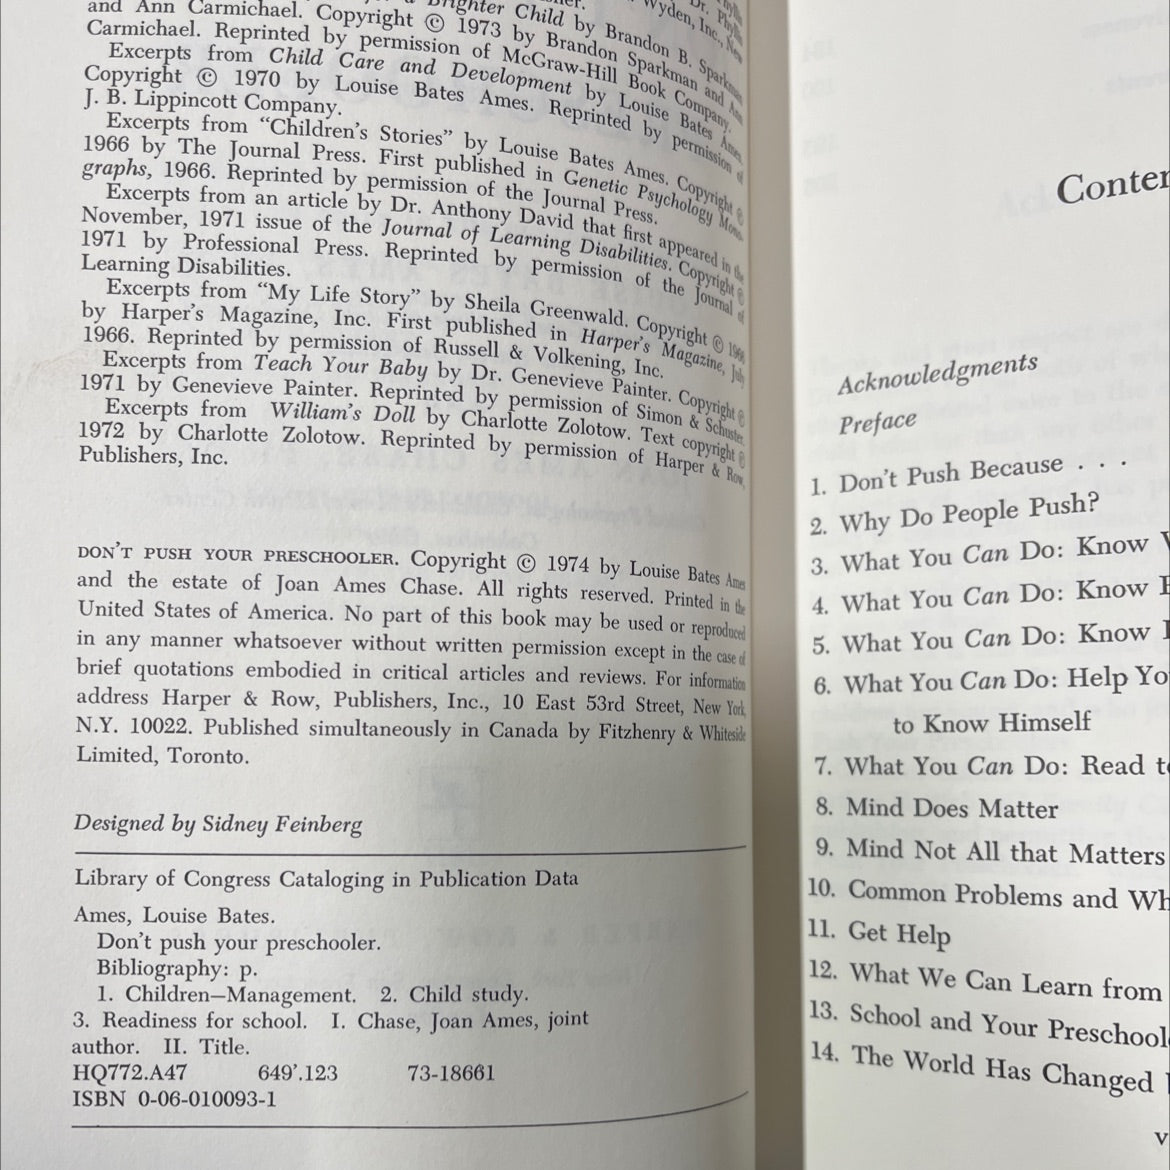 Brighter Child by Brandon B. Sparkman
and Ann Carmichael. Copyright © 1973 by Brandon Sparkman and Ann
Carmichael. Reprinted by permission of McGraw-Hill Book Company.
Excerpts from Child Care and Development by Louise Bates Ames.
Copyright © 1970 by Louise Bates Ames. Reprinted by permission of
J. B. Lippincott Company.
Excerpts from “Children’s Stories” by Louise Bates Ames. Copyright ©
1966 by The Journal Press. First published in Genetic Psychology Mono-
graphs, 1966. Reprinted by permission of the Journal Press.
Excerpts from an article by Dr. Anthony David that first appeared in the
November, 1971 issue of the Journal of Learning Disabilities. Copyright ©
1971 by Professional Press. Reprinted by permission of the Journal of
Learning Disabilities.
Excerpts from “My Life Story” by Sheila Greenwald. Copyright © 1966
by Harper’s Magazine, Inc. First published in Harper’s Magazine, July
1966. Reprinted by permission of Russell & Volkening, Inc.
Excerpts from Teach Your Baby by Dr. Genevieve Painter. Copyright ©
1971 by Genevieve Painter. Reprinted by permission of Simon & Schuster.
Excerpts from William’s Doll by Charlotte Zolotow. Text copyright ©
1972 by Charlotte Zolotow. Reprinted by permission of Harper & Row,
Publishers, Inc.
DON’T PUSH YOUR PRESCHOOLER. Copyright © 1974 by Louise Bates Ames
and the estate of Joan Ames Chase. All rights reserved. Printed in the
United States of America. No part of this book may be used or reproduced
in any manner whatsoever without written permission except in the case of
brief quotations embodied in critical articles and reviews. For information
address Harper & Row, Publishers, Inc., 10 East 53rd Street, New York,
N.Y. 10022. Published simultaneously in Canada by Fitzhenry & Whiteside
Limited, Toronto.
Designed by Sidney Feinberg
Library of Congress Cataloging in Publication Data
Ames, Louise Bates.
Don’t push your preschooler.
Bibliography: p.
1. Children—Management. 2. Child study.
3. Readiness for school. I. Chase, Joan Ames, joint
author. II. Title.
HQ772.A47 649’.123 73-18661
ISBN 0-06-010093-1
Conten
Acknowledgments
Preface
1. Don’t Push Because . . .
2. Why Do People Push?
3. What You Can Do: Know
4. What You Can Do: Know
5. What You Can Do: Know
6. What You Can Do: Help Yo
to Know Himself
7. What You Can Do: Read t
8. Mind Does Matter
9. Mind Not All that Matters
10. Common Problems and Wh
11. Get Help
12. What We Can Learn from
13. School and Your Preschool
14. The World Has Changed
v